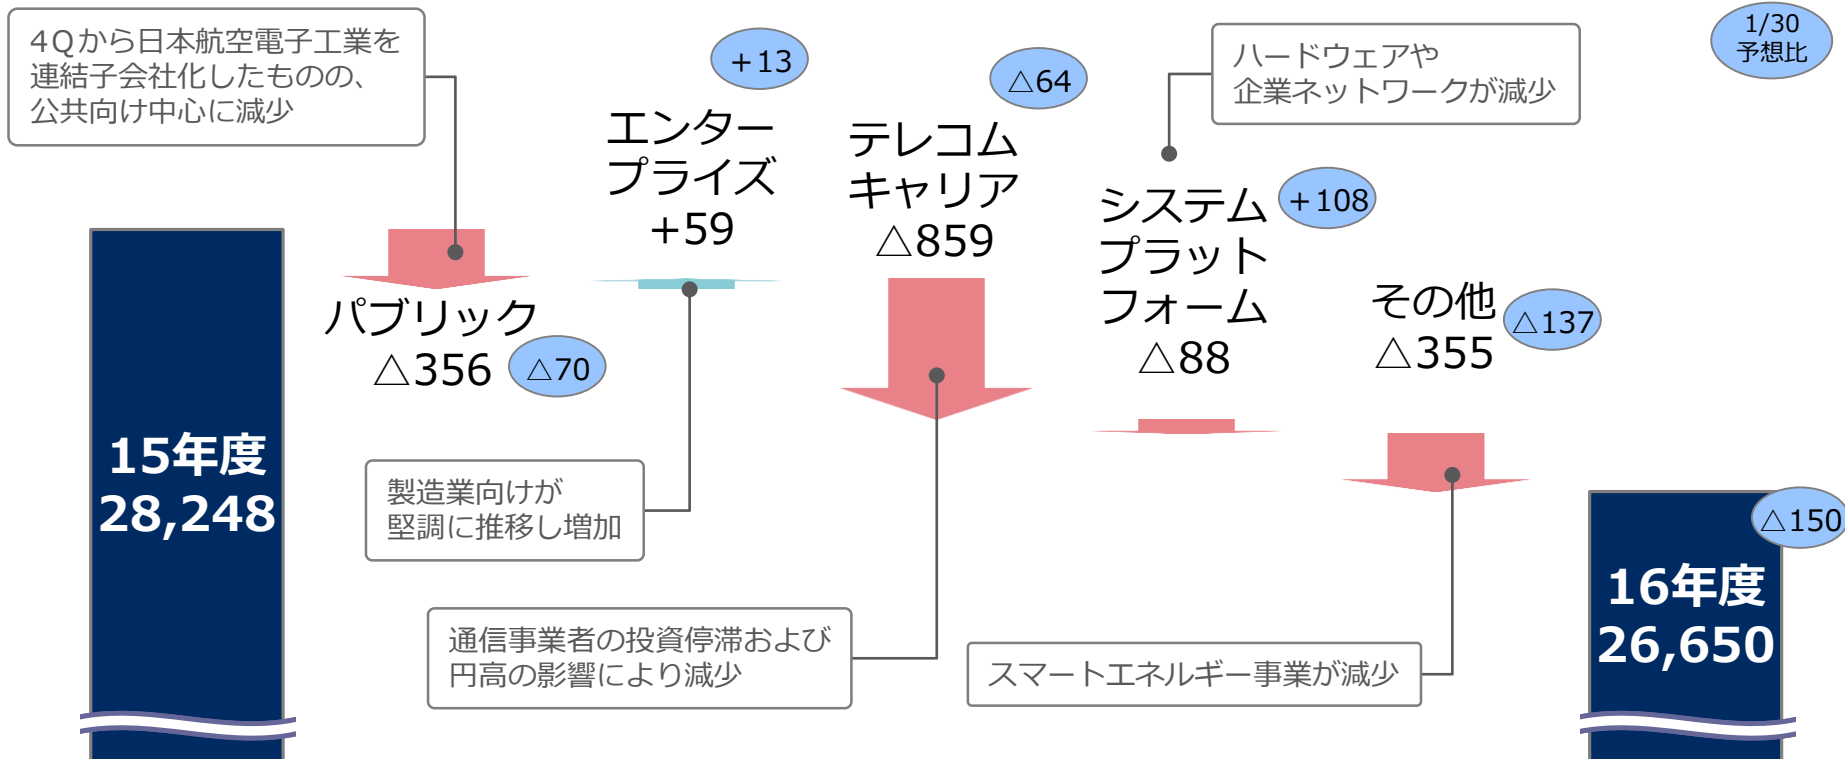 4Qから日本航空電子工業を
連結子会社化したものの、
公共向け中心に減少
+13
△64
ハードウェアや
企業ネットワークが減少
1/30
予想比
エンター
プライズ
+59
テレコム
キャリア
△859
システム
プラット
フォーム
△88
+108
その他
△355
△137
パブリック
△356
△70
15年度
28,248
製造業向けが
堅調に推移し増加
通信事業者の投資停滞および
円高の影響により減少
スマートエネルギー事業が減少
△150
16年度
26,650